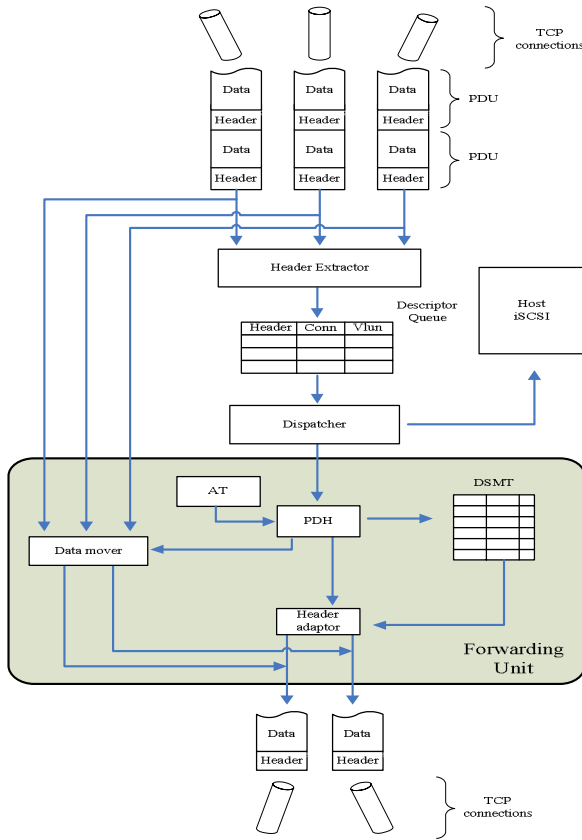 TCP
connections
Data Data Data
PDU
Header Header Header
Data Data Data
PDU
Header Header Header
Header Extractor
Descriptor
Queue
Host
iSCSI
Header Conn Vlun
Dispatcher
DSMT
AT
PDH
Data mover
Header
adaptor
Forwarding
Unit
Data Data
Header Header
TCP
connections